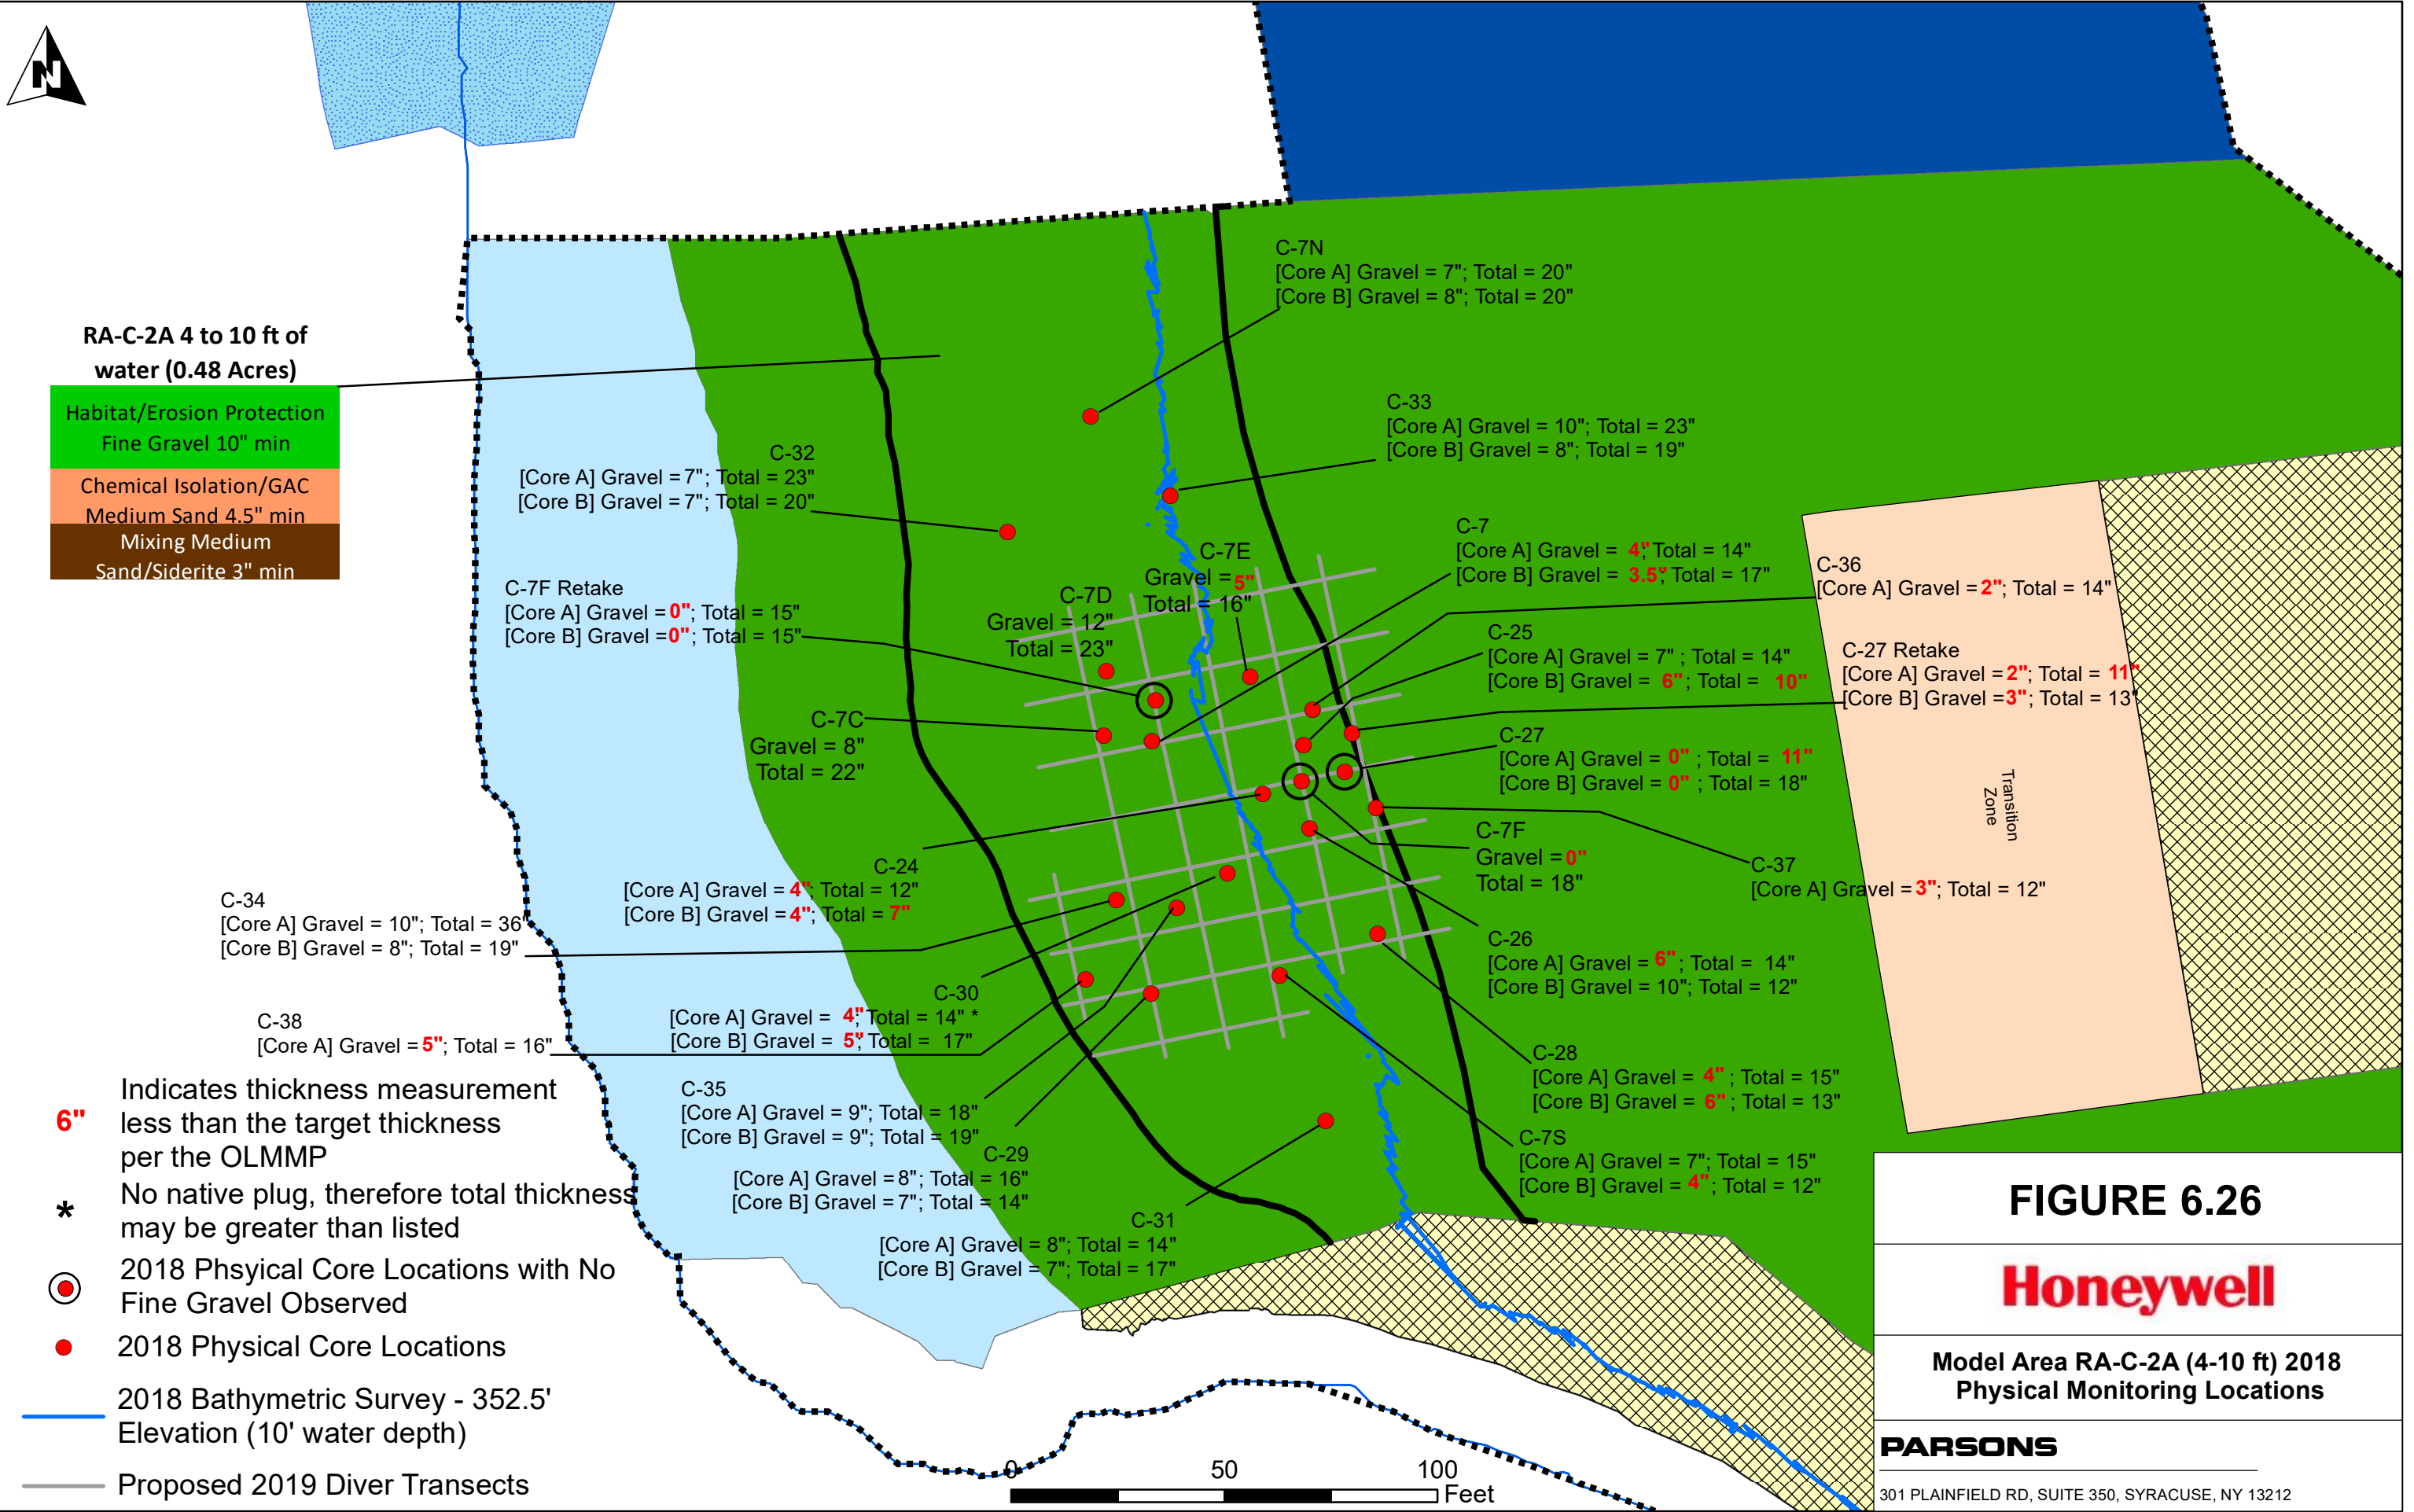 N
C-7N
[Core A] Gravel = 7"; Total = 20"
[Core B] Gravel = 8"; Total = 20"
RA-C-2A 4 to 10 ft of
water (0.48 Acres)
Habitat/Erosion Protection
Fine Gravel 10" min
Chemical Isolation/GAC
Medium Sand 4.5" min
Mixing Medium
Sand/Siderite 3" min
C-33
[Core A] Gravel = 10"; Total = 23"
[Core B] Gravel = 8"; Total = 19"
C-32
[Core A] Gravel = 7"; Total = 23"
[Core B] Gravel = 7"; Total = 20"
C-7
[Core A] Gravel = 4"; Total = 14"
[Core B] Gravel = 3.5"; Total = 17"
C-7E
Gravel = 5"
Total = 16"
C-7D
Gravel = 12"
Total = 23"
C-7F Retake
[Core A] Gravel = 0"; Total = 15"
[Core B] Gravel = 0"; Total = 15"
C-36
[Core A] Gravel = 2"; Total = 14"
C-25
[Core A] Gravel = 7" ; Total = 14"
[Core B] Gravel = 6" ; Total = 10"
C-27 Retake
[Core A] Gravel = 2"; Total = 11"
[Core B] Gravel = 3"; Total = 13"
C-7C
Gravel = 8"
Total = 22"
C-27
[Core A] Gravel = 0" ; Total = 11"
[Core B] Gravel = 0" ; Total = 18"
Transition
Zone
C-7F
Gravel = 0"
Total = 18"
C-37
[Core A] Gravel = 3"; Total = 12"
C-24
[Core A] Gravel = 4"; Total = 12"
[Core B] Gravel = 4"; Total = 7"
C-34
[Core A] Gravel = 10"; Total = 36"
[Core B] Gravel = 8"; Total = 19"
C-26
[Core A] Gravel = 6" ; Total = 14"
[Core B] Gravel = 10"; Total = 12"
C-30
[Core A] Gravel = 4"; Total = 14" *
[Core B] Gravel = 5"; Total = 17"
C-38
[Core A] Gravel = 5"; Total = 16"
C-28
[Core A] Gravel = 4" ; Total = 15"
[Core B] Gravel = 6" ; Total = 13"
C-35
[Core A] Gravel = 9"; Total = 18"
[Core B] Gravel = 9"; Total = 19"
C-7S
[Core A] Gravel = 7"; Total = 15"
[Core B] Gravel = 4"; Total = 12"
C-29
[Core A] Gravel = 8"; Total = 16"
[Core B] Gravel = 7"; Total = 14"
C-31
[Core A] Gravel = 8"; Total = 14"
[Core B] Gravel = 7"; Total = 17"
6" Indicates thickness measurement
less than the target thickness
per the OLMMP
* No native plug, therefore total thickness
may be greater than listed
2018 Phsyical Core Locations with No
Fine Gravel Observed
2018 Physical Core Locations
2018 Bathymetric Survey - 352.5'
Elevation (10' water depth)
Proposed 2019 Diver Transects
0 50 100
Feet
FIGURE 6.26
Honeywell
Model Area RA-C-2A (4-10 ft) 2018
Physical Monitoring Locations
PARSONS
301 PLAINFIELD RD, SUITE 350, SYRACUSE, NY 13212